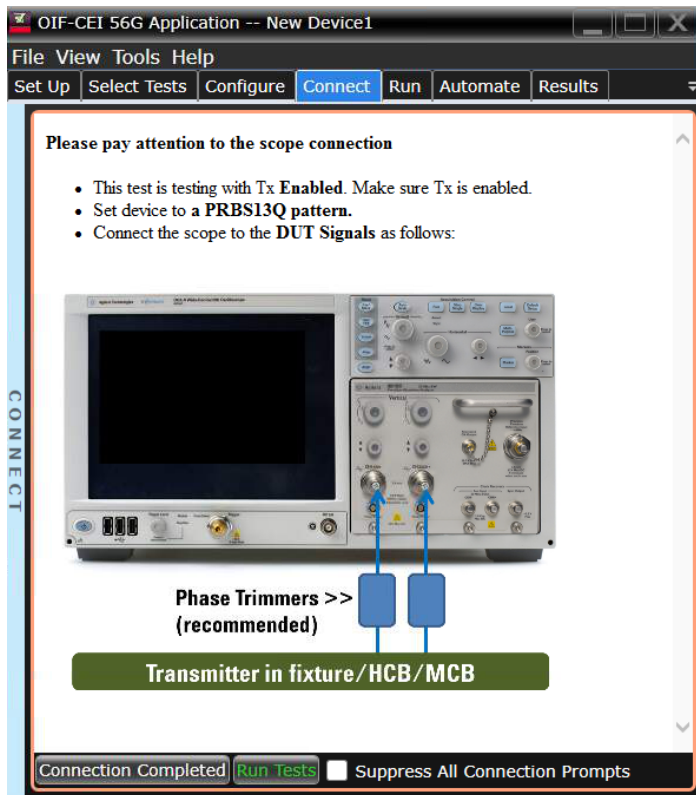 OIF-CEI 56G Application -- New Device1
File View Tools Help
Set Up Select Tests Configure Connect Run Automate Results
Please pay attention to the scope connection
• This test is testing with Tx Enabled. Make sure Tx is enabled.
• Set device to a PRBS13Q pattern.
• Connect the scope to the DUT Signals as follows:
CONNECT
Agilent Technologies
Vertical
Phase Trimmers >>
(recommended)
Transmitter in fixture/HCB/MCB
Connection Completed Run Tests Suppress All Connection Prompts